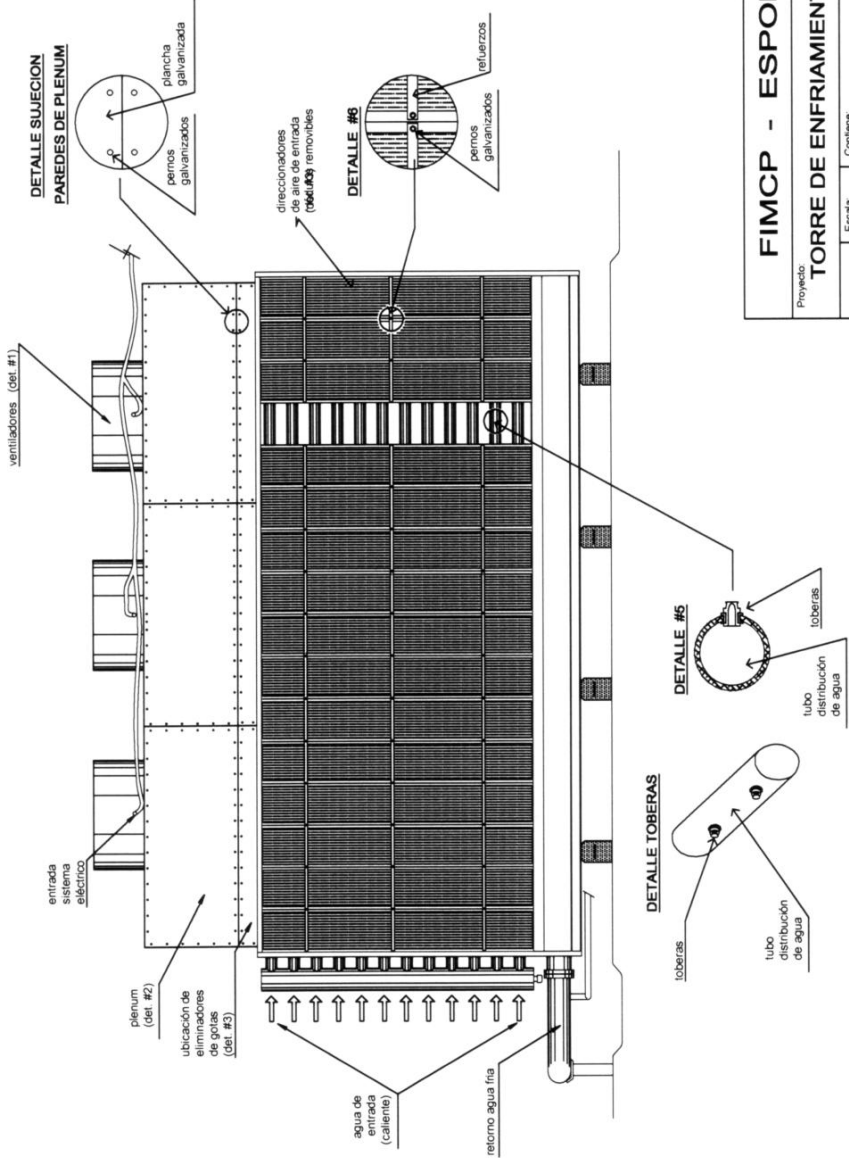 ventiladores (det. #1)
entrada
sistema
eléctrico
plenum
(det. #2)
ubicación de
eliminadores
de gotas
(det. #3)
agua de
entrada
(caliente)
retorno agua fria
DETALLE SUJECION
PAREDES DE PLENUM
pernos
galvanizados
plancha
galvanizada
direccionadores
de aire de entrada
removibles
DETALLE #6
pernos
galvanizados
refuerzos
DETALLE TOBERAS
toberas
tubo
distribución
de agua
DETALLE #5
toberas
tubo
distribución
de agua
FIMCP - ESPO
Proyecto:
TORRE DE ENFRIAMIENT
Escala:
Contiene: